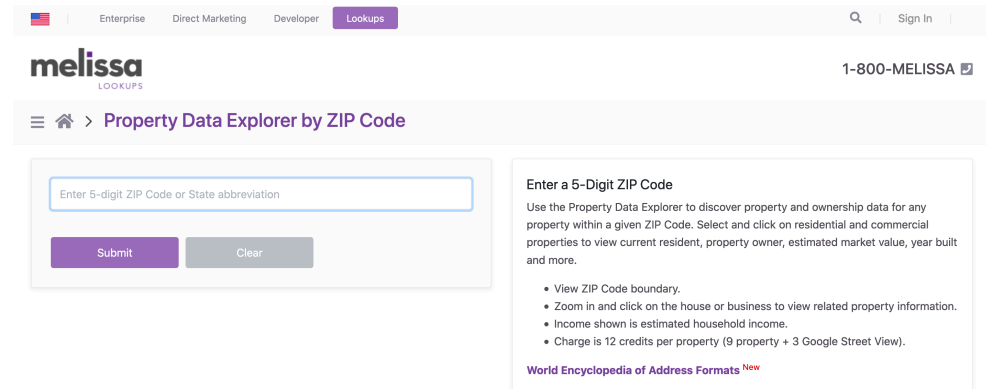 Enterprise Direct Marketing Developer Lookups Sign In
melissa
LOOKUPS
1-800-MELISSA
Property Data Explorer by ZIP Code
Enter 5-digit ZIP Code or State abbreviation
Submit Clear
Enter a 5-Digit ZIP Code
Use the Property Data Explorer to discover property and ownership data for any
property within a given ZIP Code. Select and click on residential and commercial
properties to view current resident, property owner, estimated market value, year built
and more.
• View ZIP Code boundary.
• Zoom in and click on the house or business to view related property information.
• Income shown is estimated household income.
• Charge is 12 credits per property (9 property + 3 Google Street View).
World Encyclopedia of Address Formats New